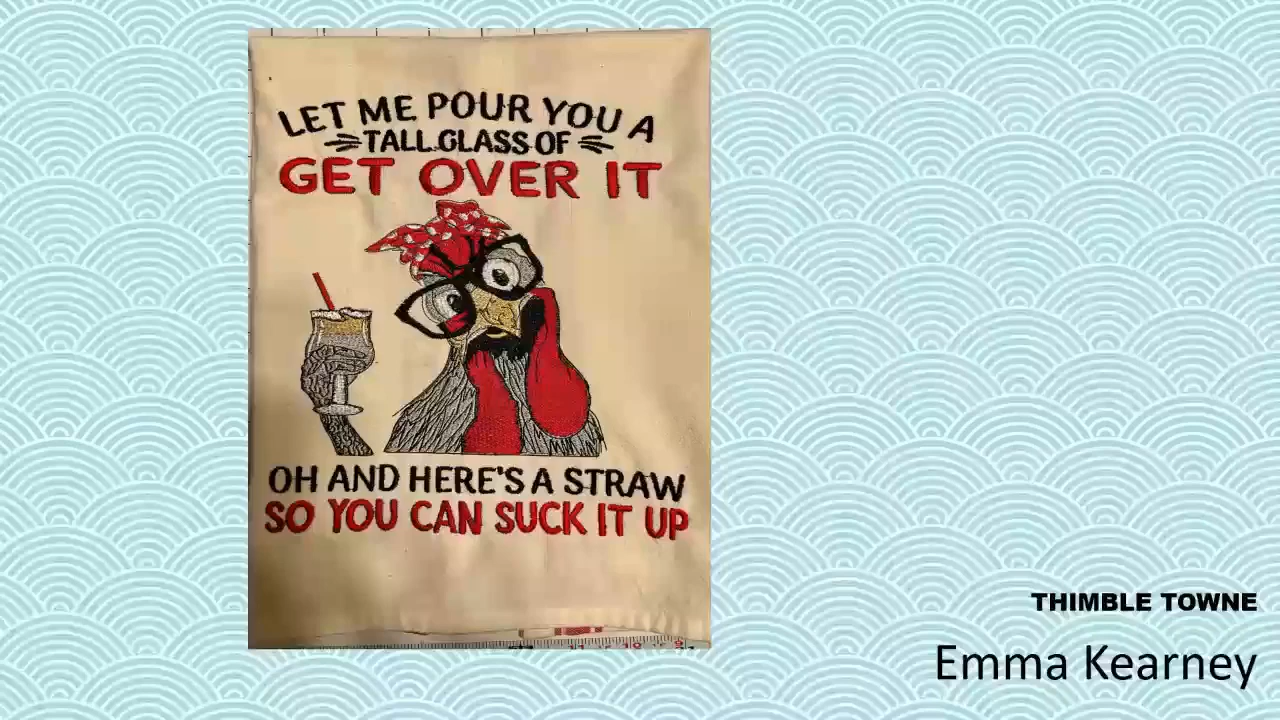 LET ME POUR YOU A
TALL GLASS OF
GET OVER IT
OH AND HERE'S A STRAW
SO YOU CAN SUCK IT UP
THIMBLE TOWNE
Emma Kearney